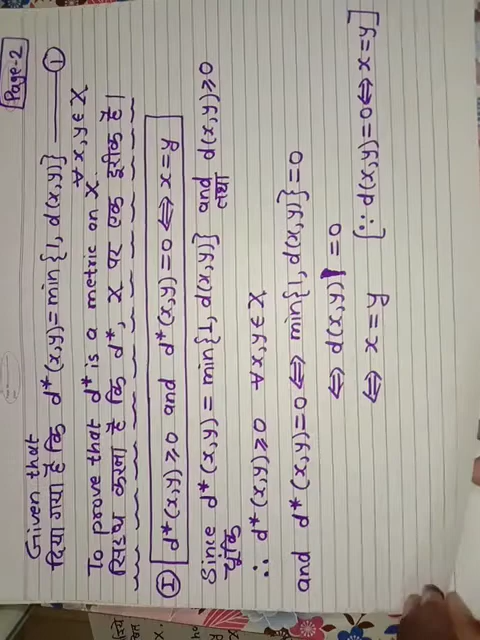 Page-2
Given that
दिया गया है कि d*(x,y)=min{1, d(x,y)} —— ①
∀ x,y ∈ X
To prove that d* is a metric on X.
सिद्ध करना है कि d*, X पर एक दूरीक है।
Ⓘ d*(x,y)≥0 and d*(x,y)=0 ⇔ x=y
Since d*(x,y) = min{1, d(x,y)} and d(x,y)≥0
चूंकि तथा
∴ d*(x,y)≥0 ∀ x,y ∈ X
and d*(x,y)=0 ⇔ min{1, d(x,y)}=0
⇔ d(x,y) = 0
⇔ x=y [∵ d(x,y)=0 ⇔ x=y]